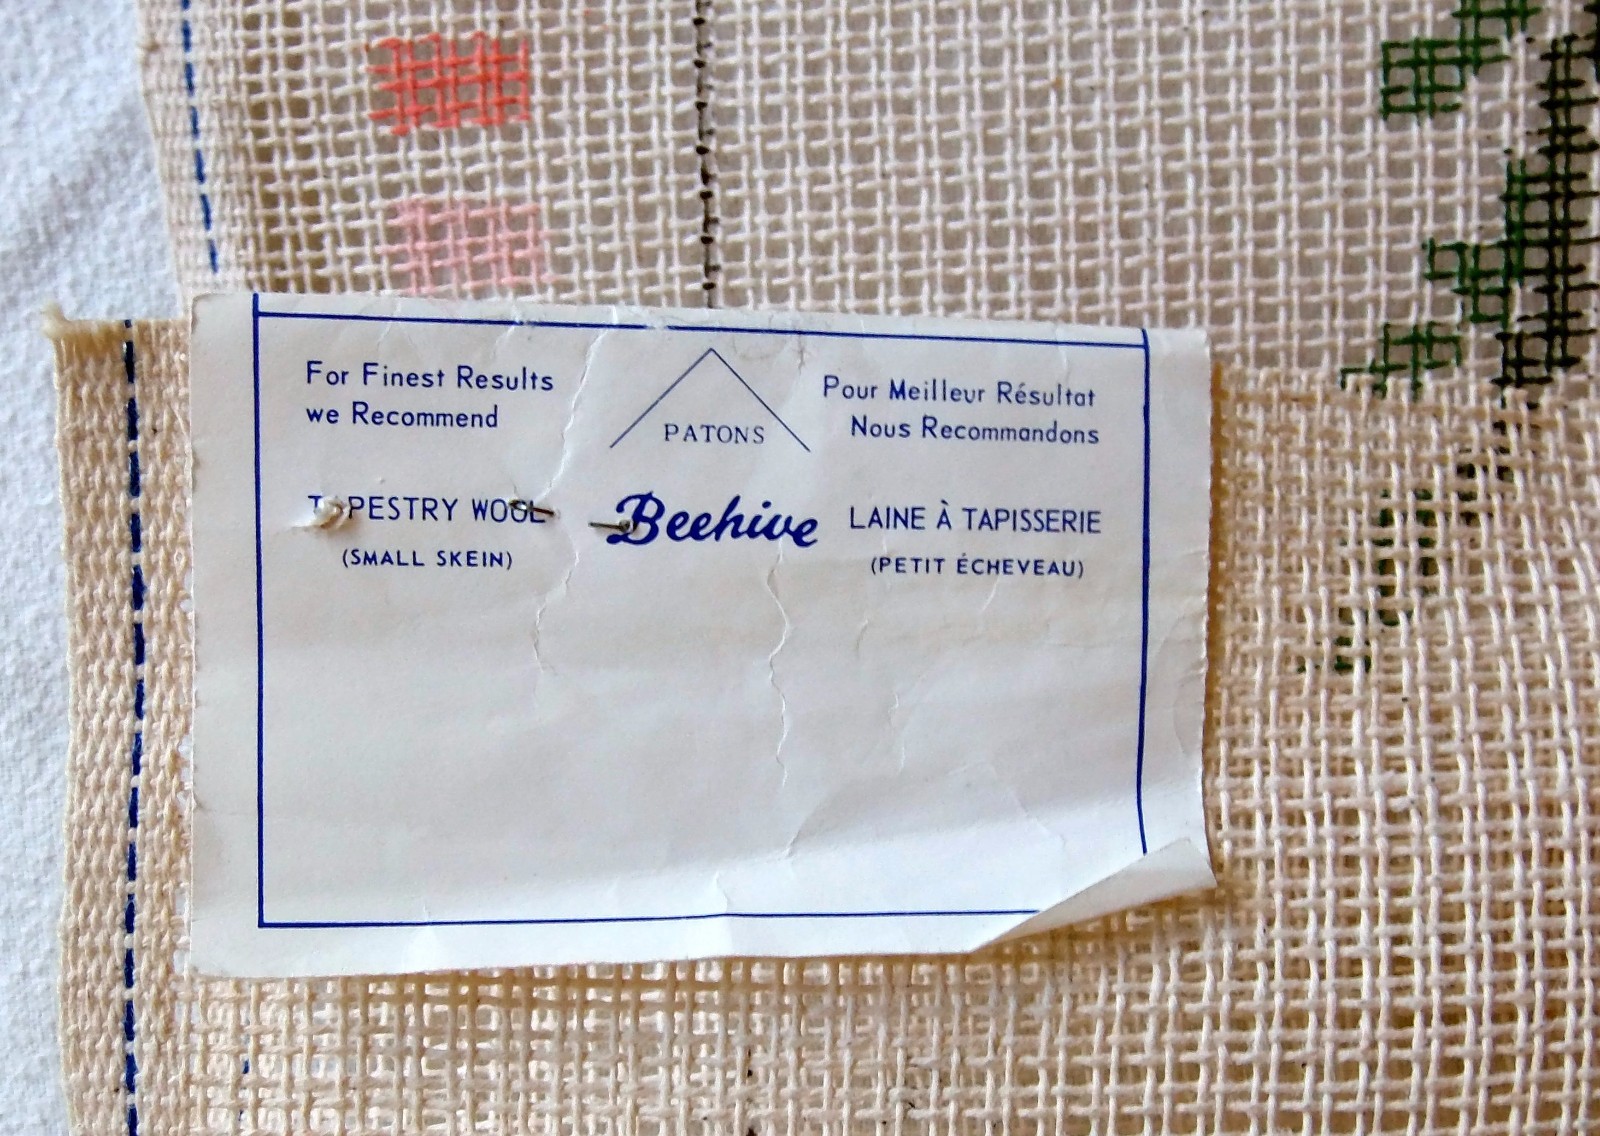 For Finest Results
we Recommend
PATONS
Pour Meilleur Résultat
Nous Recommandons
TAPESTRY WOOL
(SMALL SKEIN)
Beehive
LAINE À TAPISSERIE
(PETIT ÉCHEVEAU)